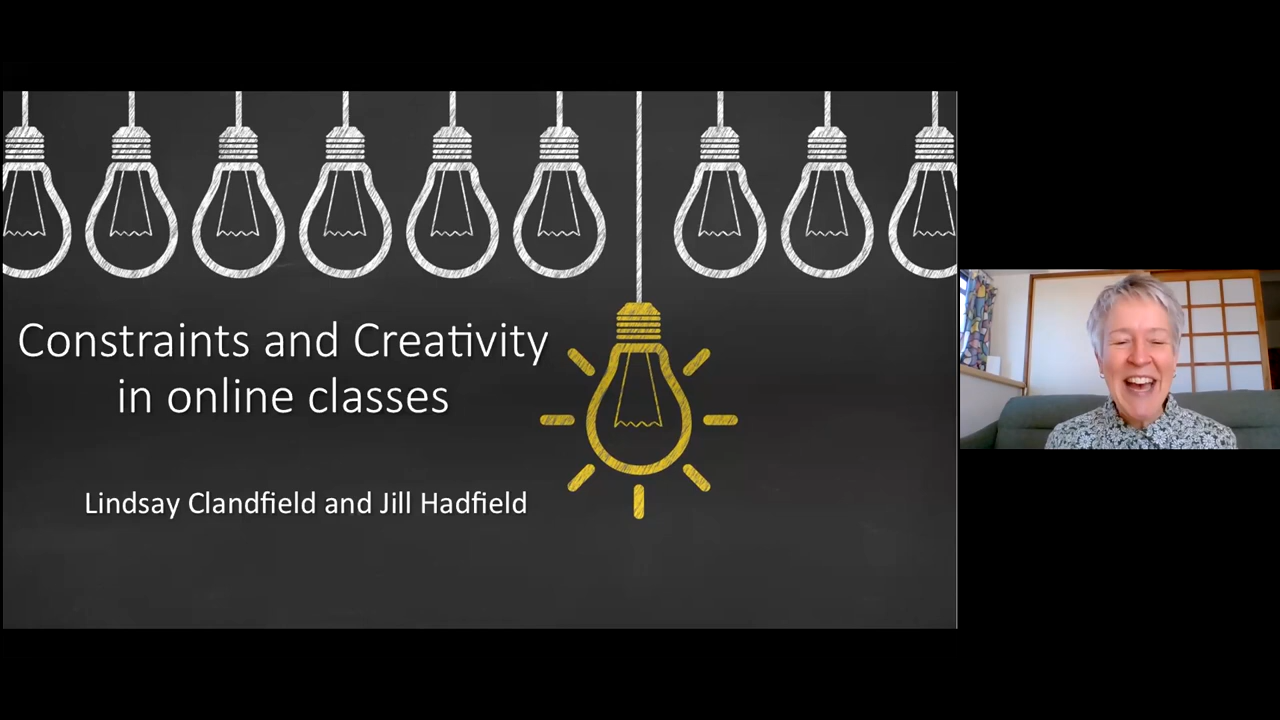 Constraints and Creativity
in online classes
Lindsay Clandfield and Jill Hadfield